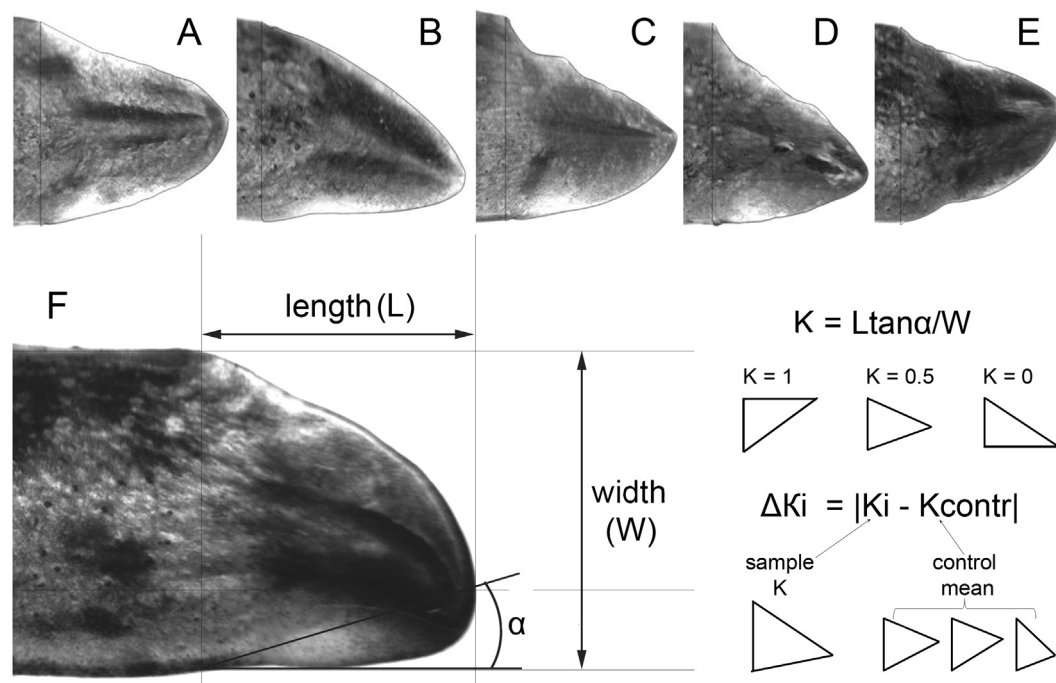 A
B
C
D
E
F
length (L)
width
(W)
α
K = Ltanα/W
K = 1
K = 0.5
K = 0
ΔKi = |Ki - Kcontr|
sample
K
control
mean